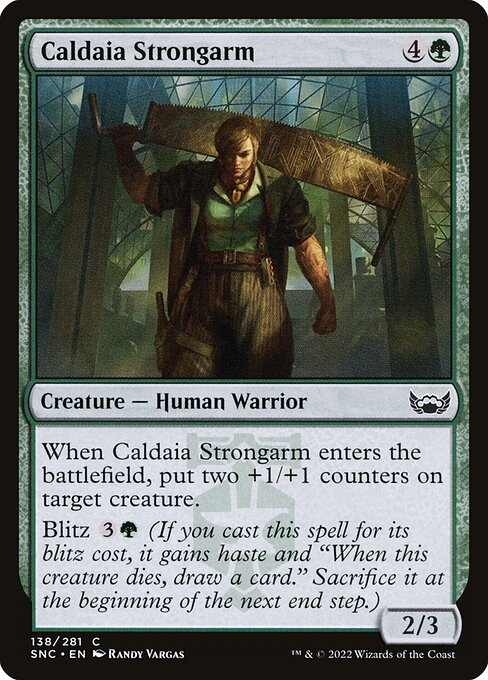 Caldaia Strongarm 4
Creature — Human Warrior
When Caldaia Strongarm enters the
battlefield, put two +1/+1 counters on
target creature.
Blitz 3 (If you cast this spell for its
blitz cost, it gains haste and “When this
creature dies, draw a card.” Sacrifice it at
the beginning of the next end step.)
2/3
138/281 C
SNC • EN RANDY VARGAS
™ & © 2022 Wizards of the Coast